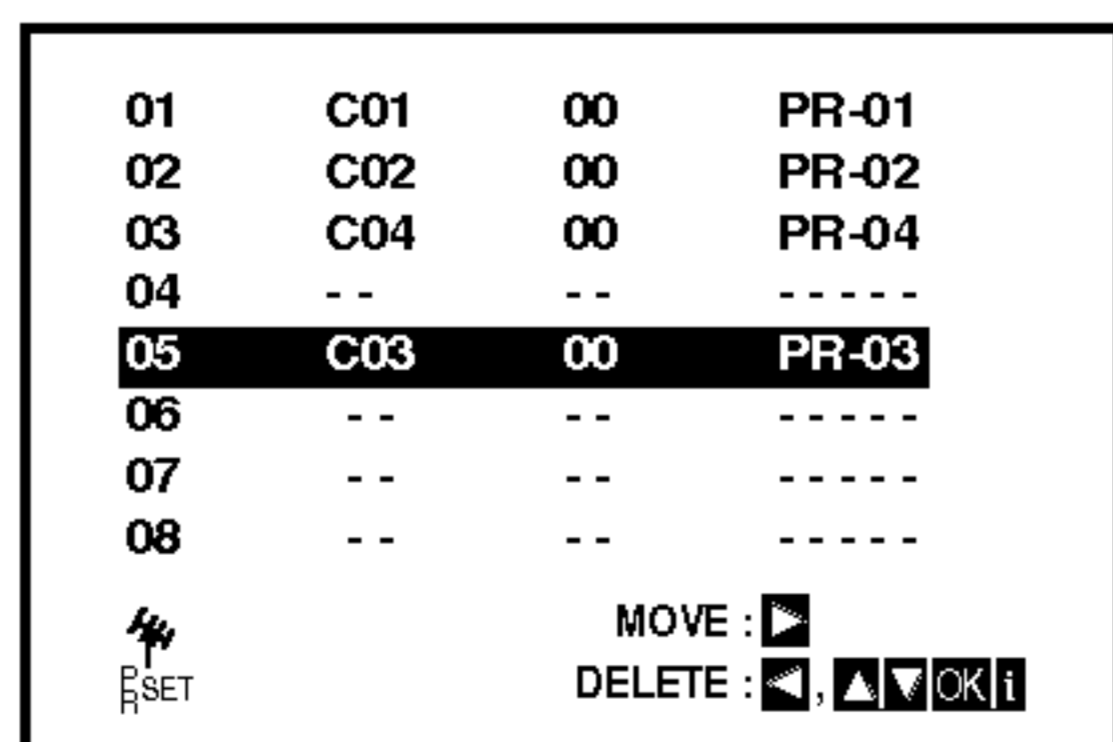 01 C01 00 PR-01
02 C02 00 PR-02
03 C04 00 PR-04
04 - - - - - - - - -
05 C03 00 PR-03
06 - - - - - - - - -
07 - - - - - - - - -
08 - - - - - - - - -
MOVE :
PR SET DELETE : , OK i